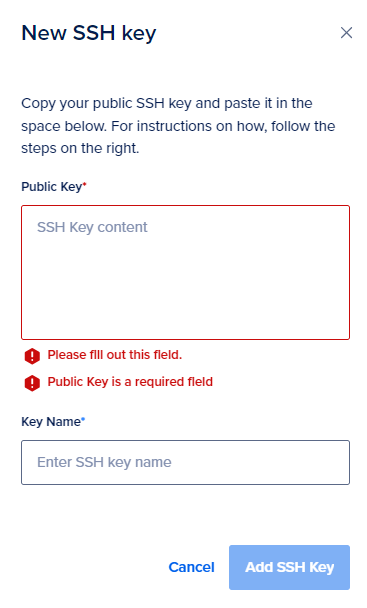 New SSH key
Copy your public SSH key and paste it in the
space below. For instructions on how, follow the
steps on the right.
Public Key*
SSH Key content
Please fill out this field.
Public Key is a required field
Key Name*
Enter SSH key name
Cancel
Add SSH Key